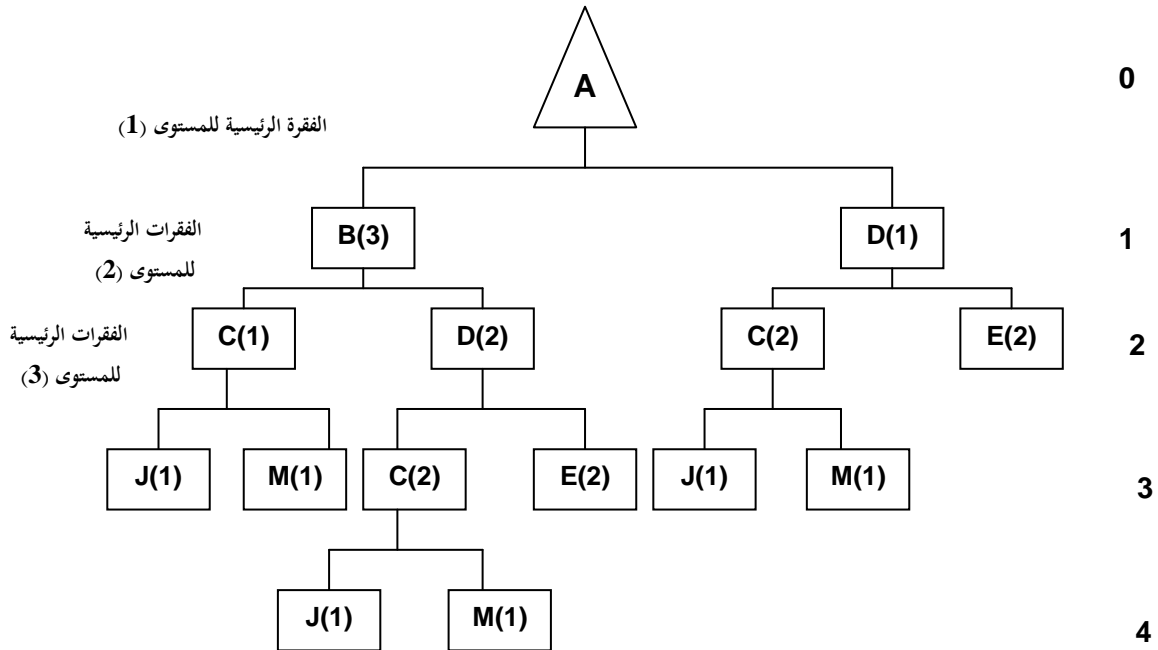 A
0
الفقرة الرئيسية للمستوى (1)
B(3)
D(1)
1
الفقرات الرئيسية
للمستوى (2)
C(1)
D(2)
C(2)
E(2)
2
الفقرات الرئيسية
للمستوى (3)
J(1)
M(1)
C(2)
E(2)
J(1)
M(1)
3
J(1)
M(1)
4